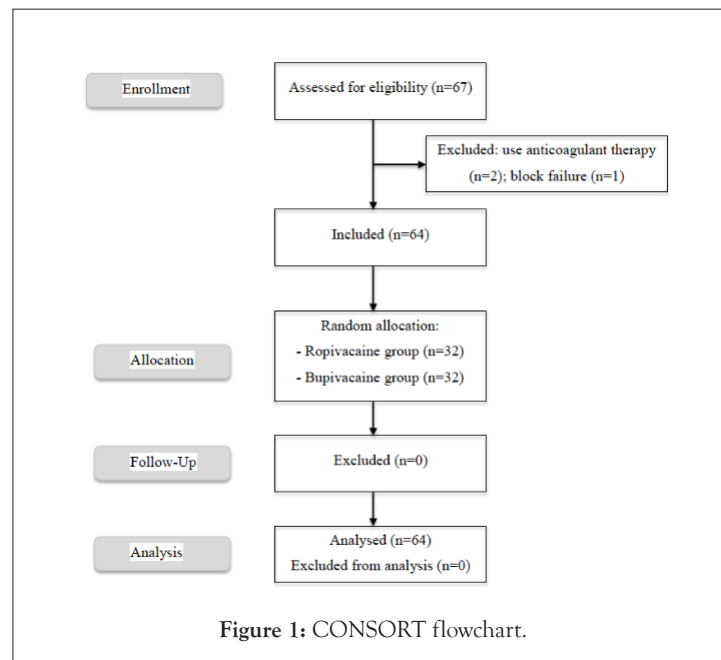 Enrollment
Assessed for eligibility (n=67)
Excluded: use anticoagulant therapy
(n=2); block failure (n=1)
Included (n=64)
Allocation
Random allocation:
- Ropivacaine group (n=32)
- Bupivacaine group (n=32)
Follow-Up
Excluded (n=0)
Analysis
Analysed (n=64)
Excluded from analysis (n=0)
Figure 1: CONSORT flowchart.